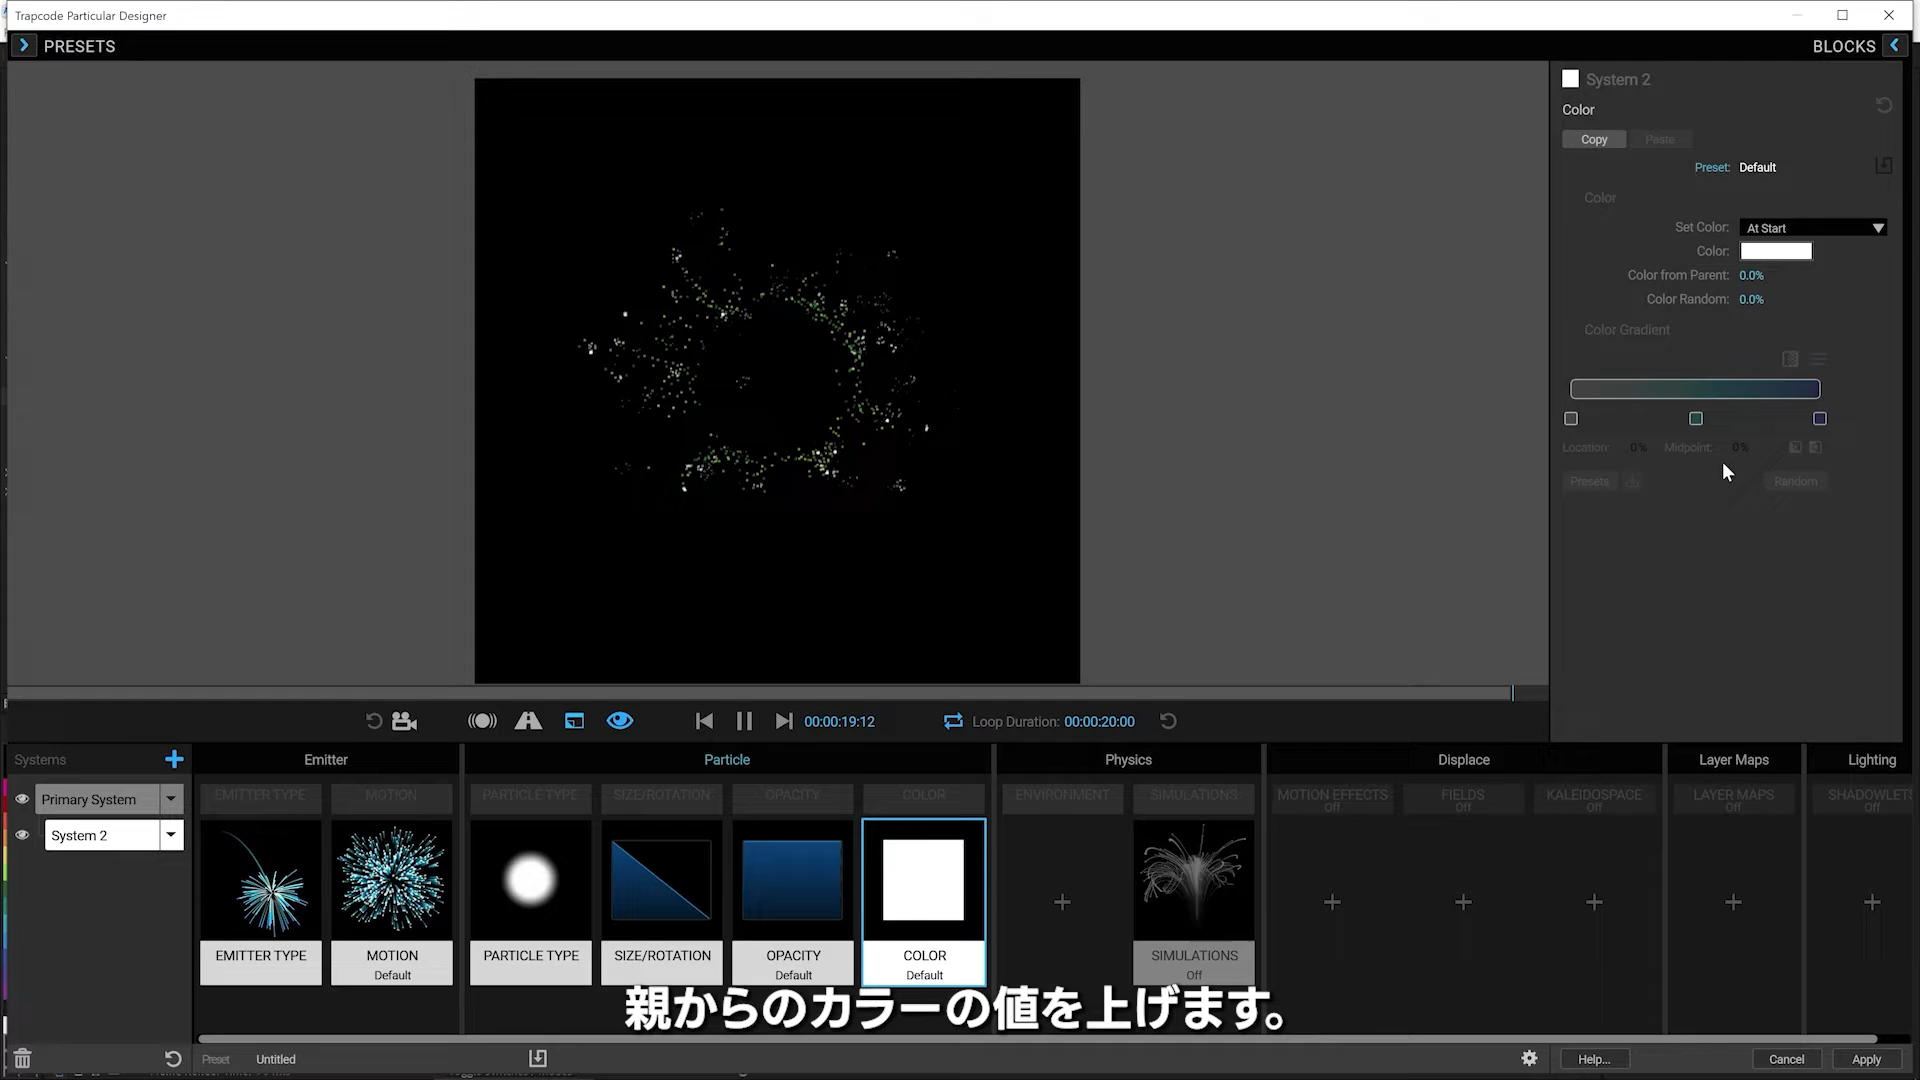 Trapcode Particular Designer
PRESETS
BLOCKS
System 2
Color
Copy
Paste
Preset: Default
Color
Set Color: At Start
Color:
Color from Parent: 0.0%
Color Random: 0.0%
Color Gradient
Location: 0% Midpoint: 0%
Presets
Random
00:00:19:12
Loop Duration: 00:00:20:00
Systems
Emitter
Particle
Physics
Displace
Layer Maps
Lighting
Primary System
EMITTER TYPE
MOTION
PARTICLE TYPE
SIZE/ROTATION
OPACITY
COLOR
ENVIRONMENT
SIMULATIONS
MOTION EFFECTS
Off
FIELDS
Off
KALEIDOSPACE
Off
LAYER MAPS
Off
SHADOWLETS
Off
System 2
EMITTER TYPE
MOTION
Default
PARTICLE TYPE
SIZE/ROTATION
OPACITY
Default
COLOR
Default
SIMULATIONS
Off
親からのカラーの値を上げます。
Preset
Untitled
Help...
Cancel
Apply